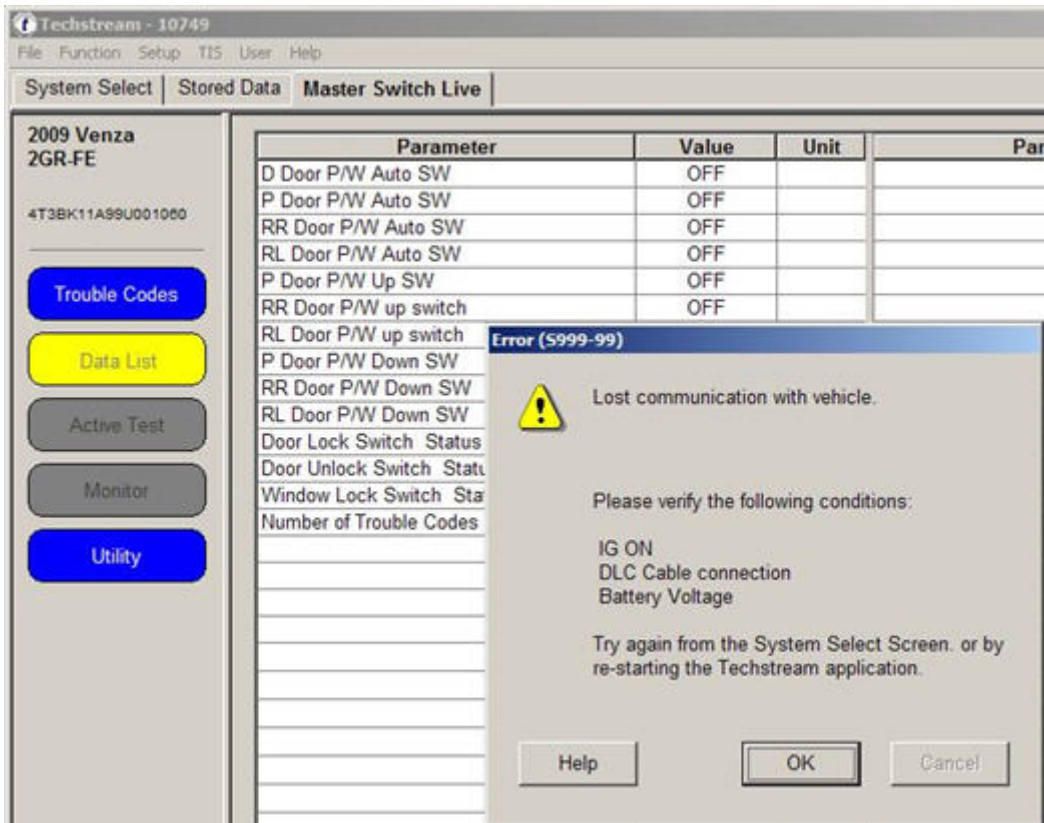 Techstream - 10749
File Function Setup TIS User Help
System Select Stored Data Master Switch Live
2009 Venza
2GR-FE
4T3BK11A99U001060
Trouble Codes
Data List
Active Test
Monitor
Utility
Parameter Value Unit Par
D Door P/W Auto SW OFF
P Door P/W Auto SW OFF
RR Door P/W Auto SW OFF
RL Door P/W Auto SW OFF
P Door P/W Up SW OFF
RR Door P/W up switch OFF
RL Door P/W up switch
P Door P/W Down SW
RR Door P/W Down SW
RL Door P/W Down SW
Door Lock Switch Status
Door Unlock Switch Statu
Window Lock Switch Sta
Number of Trouble Codes
Error (S999-99)
Lost communication with vehicle.
Please verify the following conditions:
IG ON
DLC Cable connection
Battery Voltage
Try again from the System Select Screen. or by
re-starting the Techstream application.
Help OK Cancel